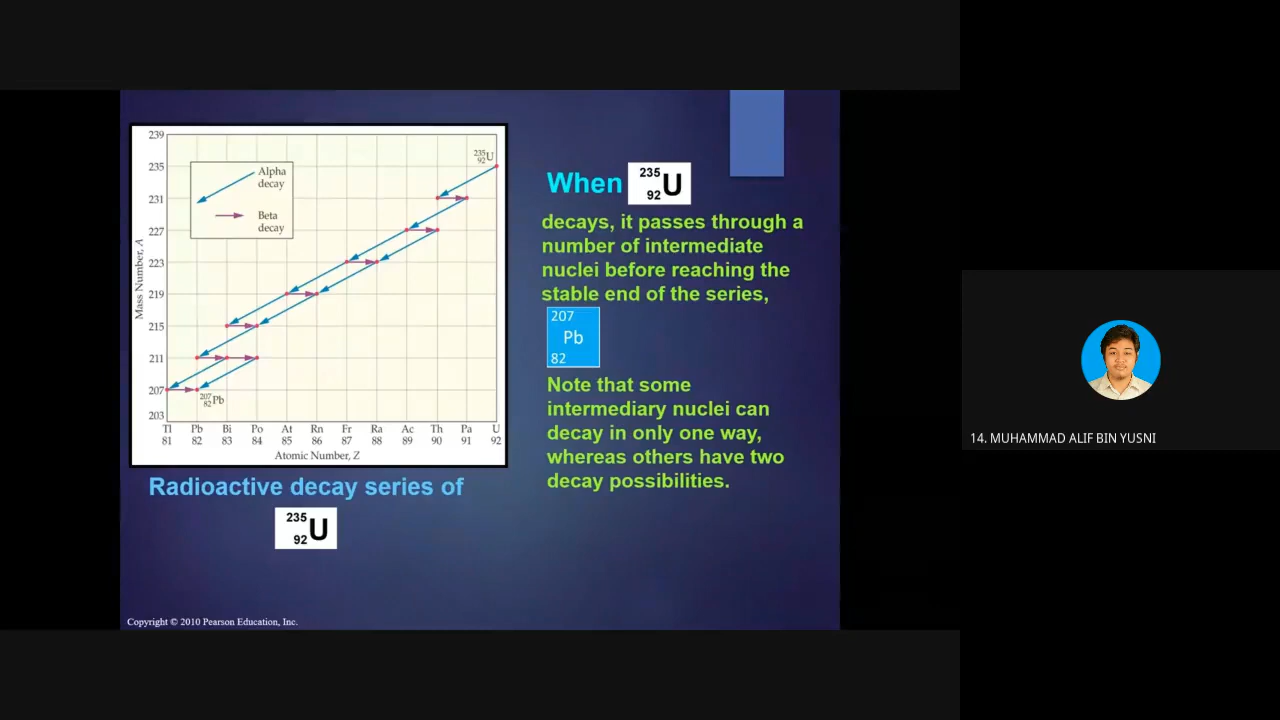 239
235
231
227
223
219
215
211
207
203
Mass Number, A
Alpha
decay
Beta
decay
235
92U
207
82Pb
Tl Pb Bi Po At Rn Fr Ra Ac Th Pa U
81 82 83 84 85 86 87 88 89 90 91 92
Atomic Number, Z
Radioactive decay series of
235
92 U
When 235
92 U
decays, it passes through a
number of intermediate
nuclei before reaching the
stable end of the series,
207
Pb
82
Note that some
intermediary nuclei can
decay in only one way,
whereas others have two
decay possibilities.
Copyright © 2010 Pearson Education, Inc.
14. MUHAMMAD ALIF BIN YUSNI